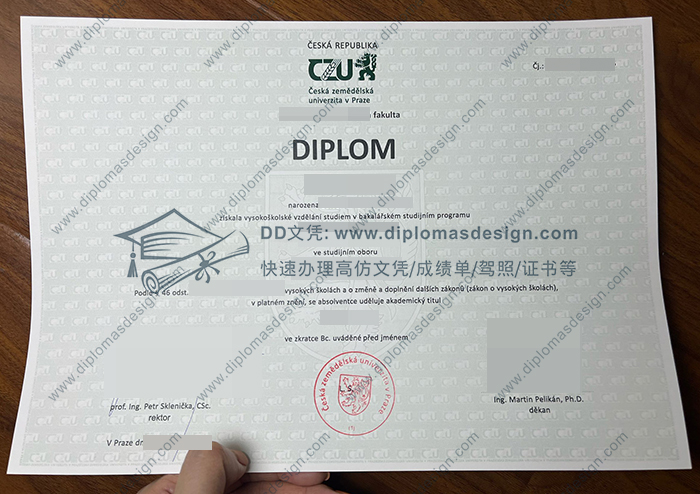 ČESKÁ REPUBLIKA
CZU
Česká zemědělská
univerzita v Praze
Čj.:
fakulta
DIPLOM
narozena
získala vysokoškolské vzdělání studiem v bakalářském studijním programu
DD文凭: www.diplomasdesign.com
ve studijním oboru
快速办理高仿文凭/成绩单/驾照/证书等
Podle § 46 odst.
vysokých školách a o změně a doplnění dalších zákonů (zákon o vysokých školách),
v platném znění, se absolventce uděluje akademický titul
ve zkratce Bc. uváděné před jménem
Česká zemědělská univerzita v Praze
prof. Ing. Petr Sklenička, CSc.
rektor
Ing. Martin Pelikán, Ph.D.
děkan
V Praze dn
www.diplomasdesign.com